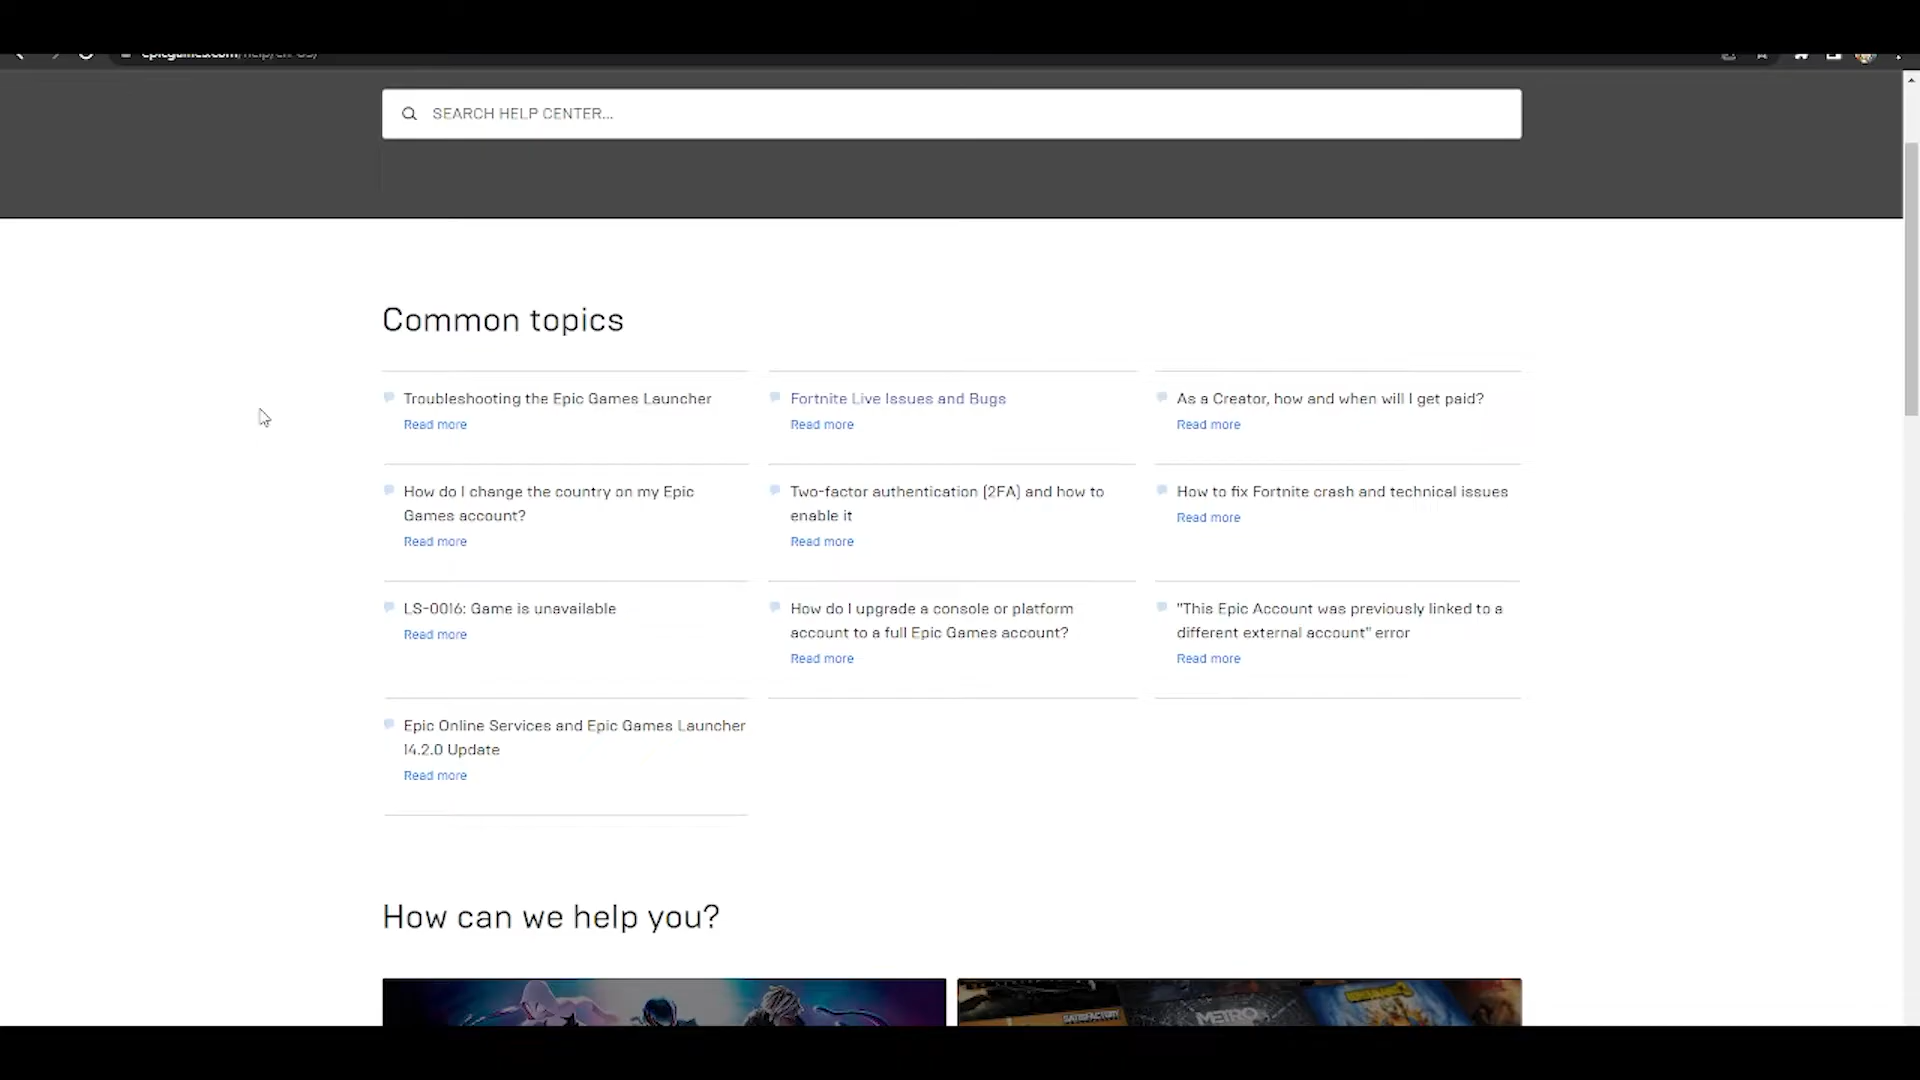 SEARCH HELP CENTER...
Common topics
Troubleshooting the Epic Games Launcher
Read more
Fortnite Live Issues and Bugs
Read more
As a Creator, how and when will I get paid?
Read more
How do I change the country on my Epic
Games account?
Read more
Two-factor authentication (2FA) and how to
enable it
Read more
How to fix Fortnite crash and technical issues
Read more
LS-0016: Game is unavailable
Read more
How do I upgrade a console or platform
account to a full Epic Games account?
Read more
"This Epic Account was previously linked to a
different external account" error
Read more
Epic Online Services and Epic Games Launcher
14.2.0 Update
Read more
How can we help you?
SATISFACTORY
METRO